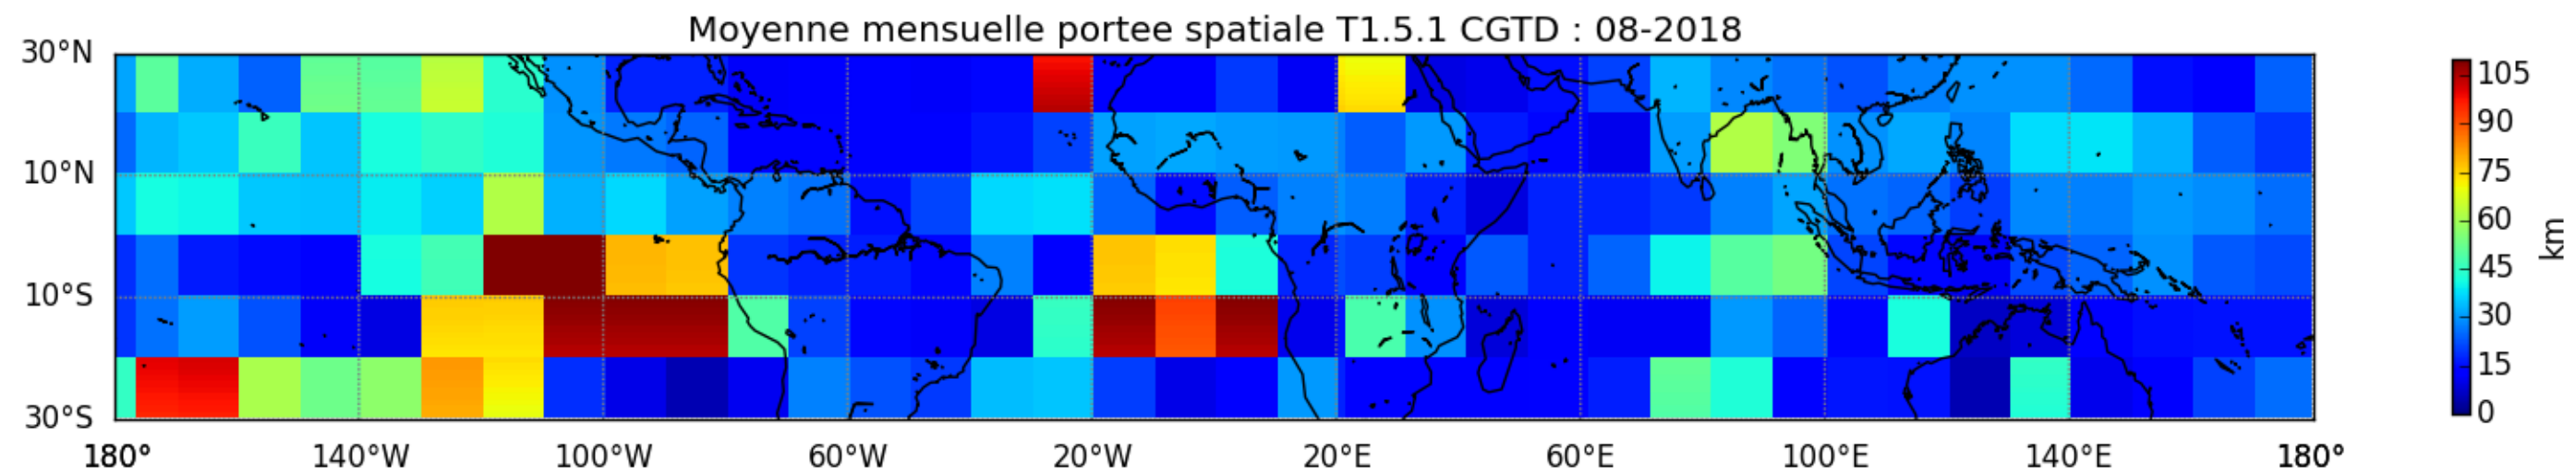 Moyenne mensuelle portee spatiale T1.5.1 CGTD : 08-2018
30°N
10°N
10°S
30°S
180° 140°W 100°W 60°W 20°W 20°E 60°E 100°E 140°E 180°
105
90
75
60
45
30
15
0
km